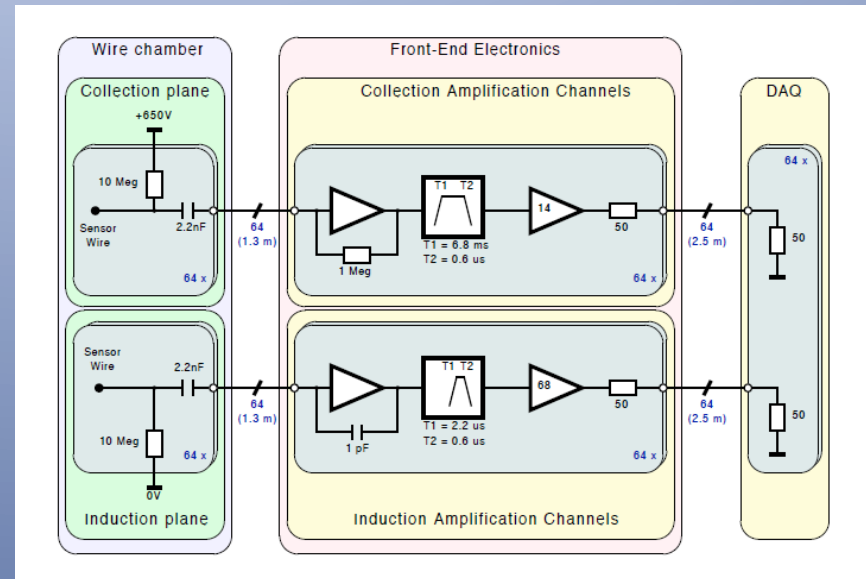 Wire chamber
Front-End Electronics
Collection plane
Collection Amplification Channels
DAQ
+650V
64 x
10 Meg
T1 T2
14
Sensor
Wire
2.2nF
64
(1.3 m)
1 Meg
T1 = 6.8 ms
T2 = 0.6 us
50
64
(2.5 m)
50
64 x
64 x
Sensor
Wire
2.2nF
T1 T2
68
64
(1.3 m)
1 pF
T1 = 2.2 us
T2 = 0.6 us
50
64
(2.5 m)
50
10 Meg
64 x
64 x
0V
Induction plane
Induction Amplification Channels